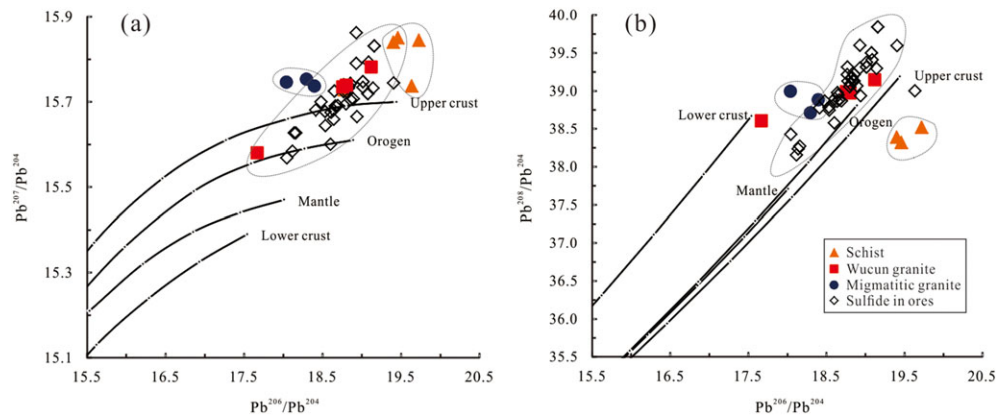 (a)
15.9
15.7
15.5
15.3
15.1
Pb²⁰⁷/Pb²⁰⁴
Upper crust
Orogen
Mantle
Lower crust
15.5 16.5 17.5 18.5 19.5 20.5
Pb²⁰⁶/Pb²⁰⁴
(b)
40.0
39.5
39.0
38.5
38.0
37.5
37.0
36.5
36.0
35.5
Pb²⁰⁸/Pb²⁰⁴
Upper crust
Lower crust
Orogen
Mantle
Schist
Wucun granite
Migmatitic granite
Sulfide in ores
15.5 16.5 17.5 18.5 19.5 20.5
Pb²⁰⁶/Pb²⁰⁴